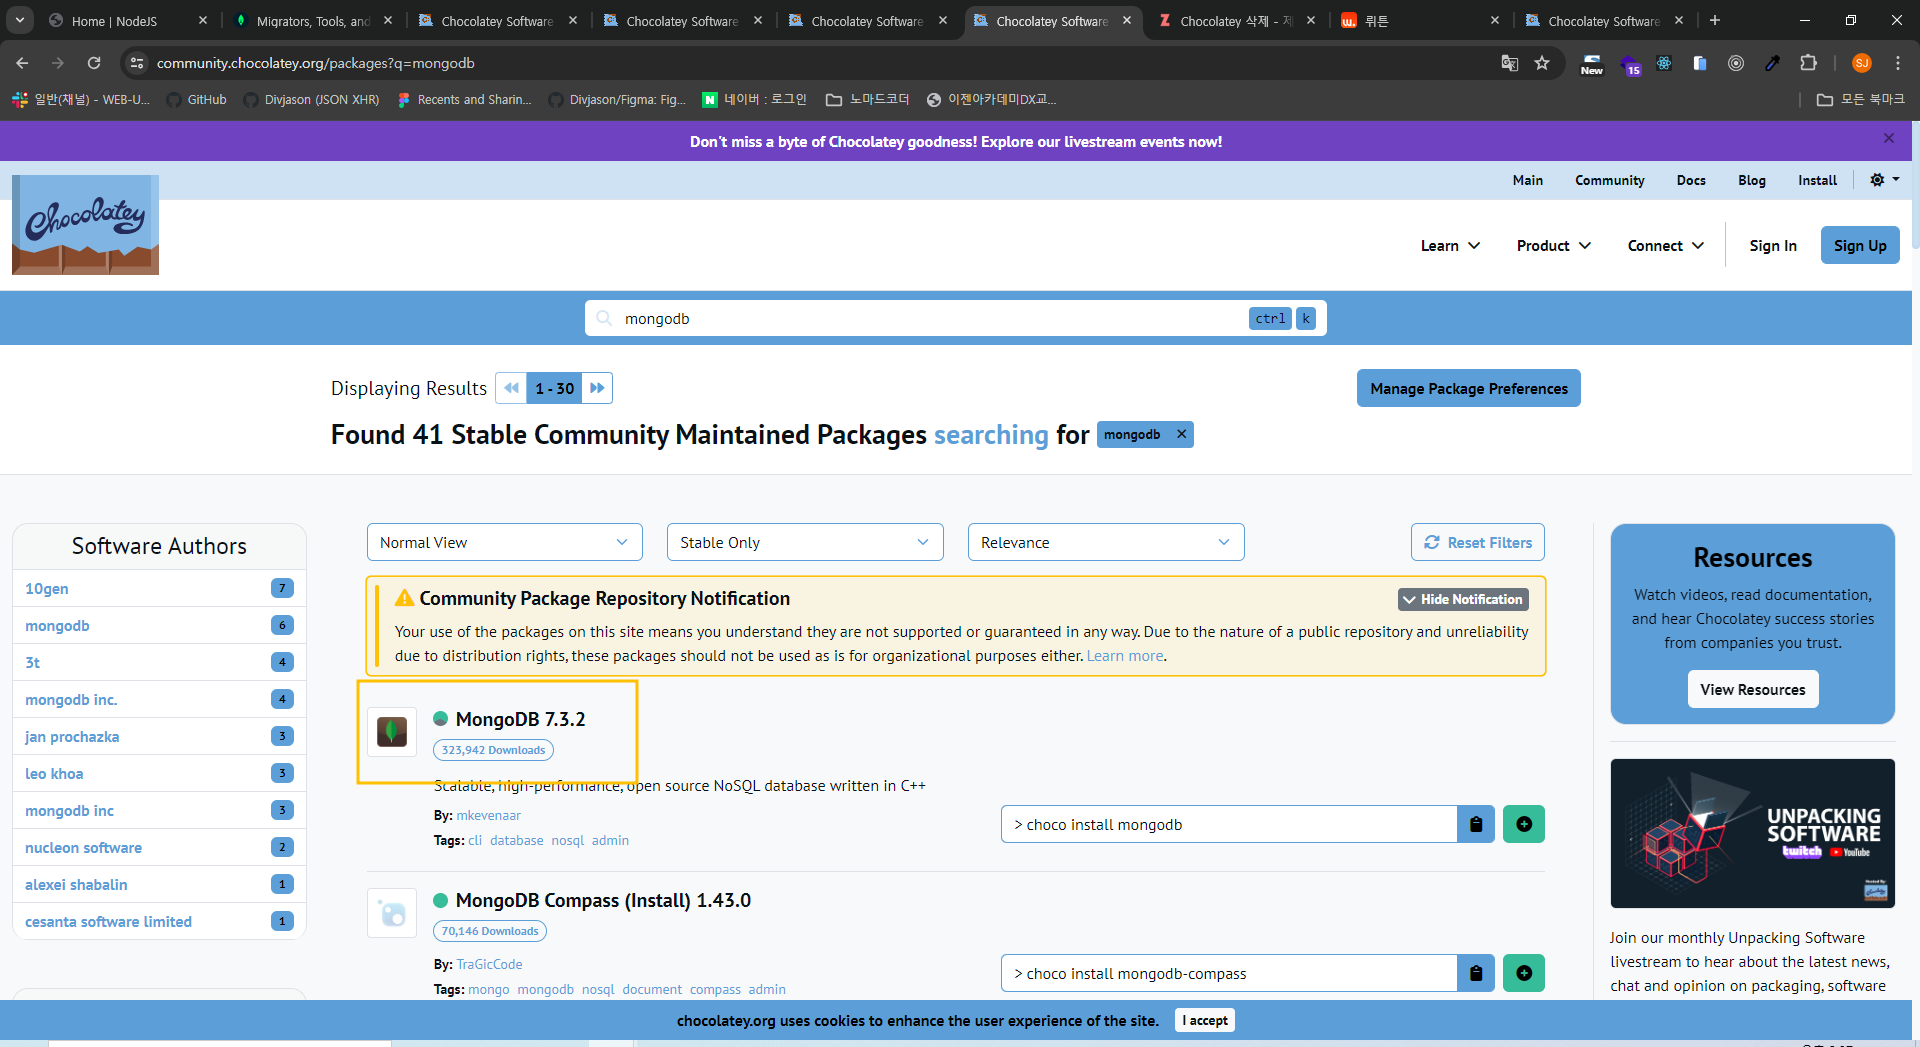 Home | NodeJS
Migrators, Tools, and
Chocolatey Software
Chocolatey Software
Chocolatey Software
Chocolatey Software
Chocolatey 삭제 - 제
뤼튼
Chocolatey Software
community.chocolatey.org/packages?q=mongodb
New
15
SJ
일반(채널) - WEB-U...
GitHub
Divjason (JSON XHR)
Recents and Sharin...
Divjason/Figma: Fig...
네이버 : 로그인
노마드코더
이젠아카데미DX교...
모든 북마크
Don't miss a byte of Chocolatey goodness! Explore our livestream events now!
Chocolatey
Main
Community
Docs
Blog
Install
Learn
Product
Connect
Sign In
Sign Up
mongodb
ctrl
k
Displaying Results
1 - 30
Manage Package Preferences
Found 41 Stable Community Maintained Packages searching for mongodb
Software Authors
10gen 7
mongodb 6
3t 4
mongodb inc. 4
jan prochazka 3
leo khoa 3
mongodb inc 3
nucleon software 2
alexei shabalin 1
cesanta software limited 1
Normal View
Stable Only
Relevance
Reset Filters
Community Package Repository Notification
Hide Notification
Your use of the packages on this site means you understand they are not supported or guaranteed in any way. Due to the nature of a public repository and unreliability
due to distribution rights, these packages should not be used as is for organizational purposes either. Learn more.
MongoDB 7.3.2
323,942 Downloads
Scalable, high-performance, open source NoSQL database written in C++
By: mkevenaar
Tags: cli database nosql admin
> choco install mongodb
MongoDB Compass (Install) 1.43.0
70,146 Downloads
By: TraGicCode
Tags: mongo mongodb nosql document compass admin
> choco install mongodb-compass
Resources
Watch videos, read documentation,
and hear Chocolatey success stories
from companies you trust.
View Resources
UNPACKING
SOFTWARE
twitch
YouTube
Join our monthly Unpacking Software
livestream to hear about the latest news,
chat and opinion on packaging, software
chocolatey.org uses cookies to enhance the user experience of the site.
I accept